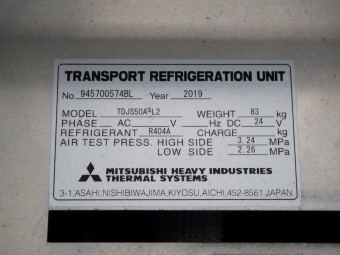 TRANSPORT REFRIGERATION UNIT
No 945700574BL Year 2019
MODEL TDJS50A L2 WEIGHT 83 kg
PHASE AC V Hz DC 24 V
REFRIGERANT R404A CHARGE kg
AIR TEST PRESS. HIGH SIDE 3.24 MPa
LOW SIDE 2.26 MPa
MITSUBISHI HEAVY INDUSTRIES
THERMAL SYSTEMS
3-1,ASAHI,NISHIBIWAJIMA,KIYOSU,AICHI,452-8561 JAPAN